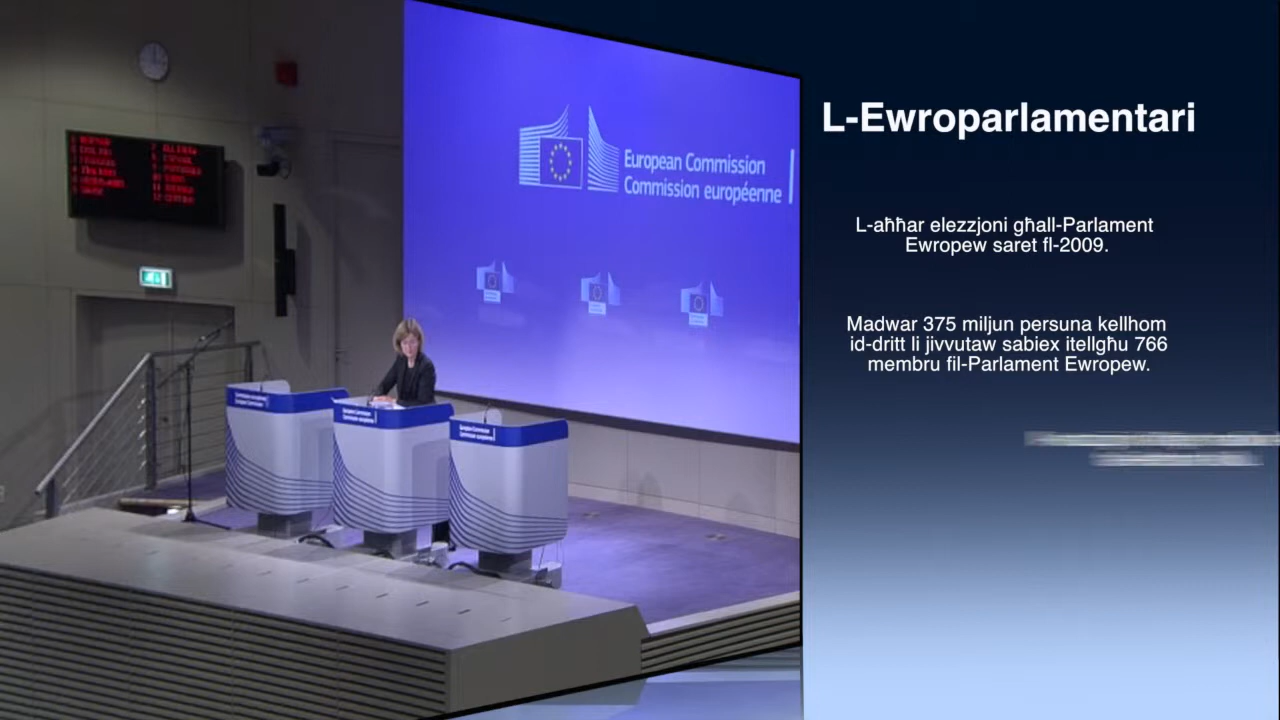 European Commission
Commission européenne
L-Ewroparlamentari
L-aħħar elezzjoni għall-Parlament
Ewropew saret fl-2009.
Madwar 375 miljun persuna kellhom
id-dritt li jivvutaw sabiex itellgħu 766
membru fil-Parlament Ewropew.